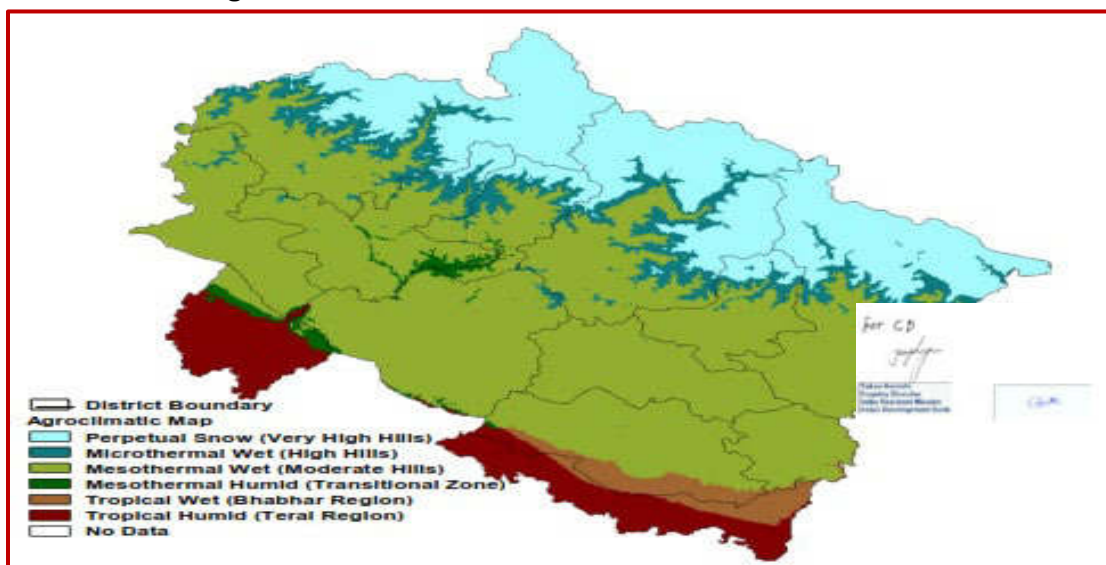 For CD
District Boundary
Agroclimatic Map
Perpetual Snow (Very High Hills)
Microthermal Wet (High Hills)
Mesothermal Wet (Moderate Hills)
Mesothermal Humid (Transitional Zone)
Tropical Wet (Bhabhar Region)
Tropical Humid (Terai Region)
No Data